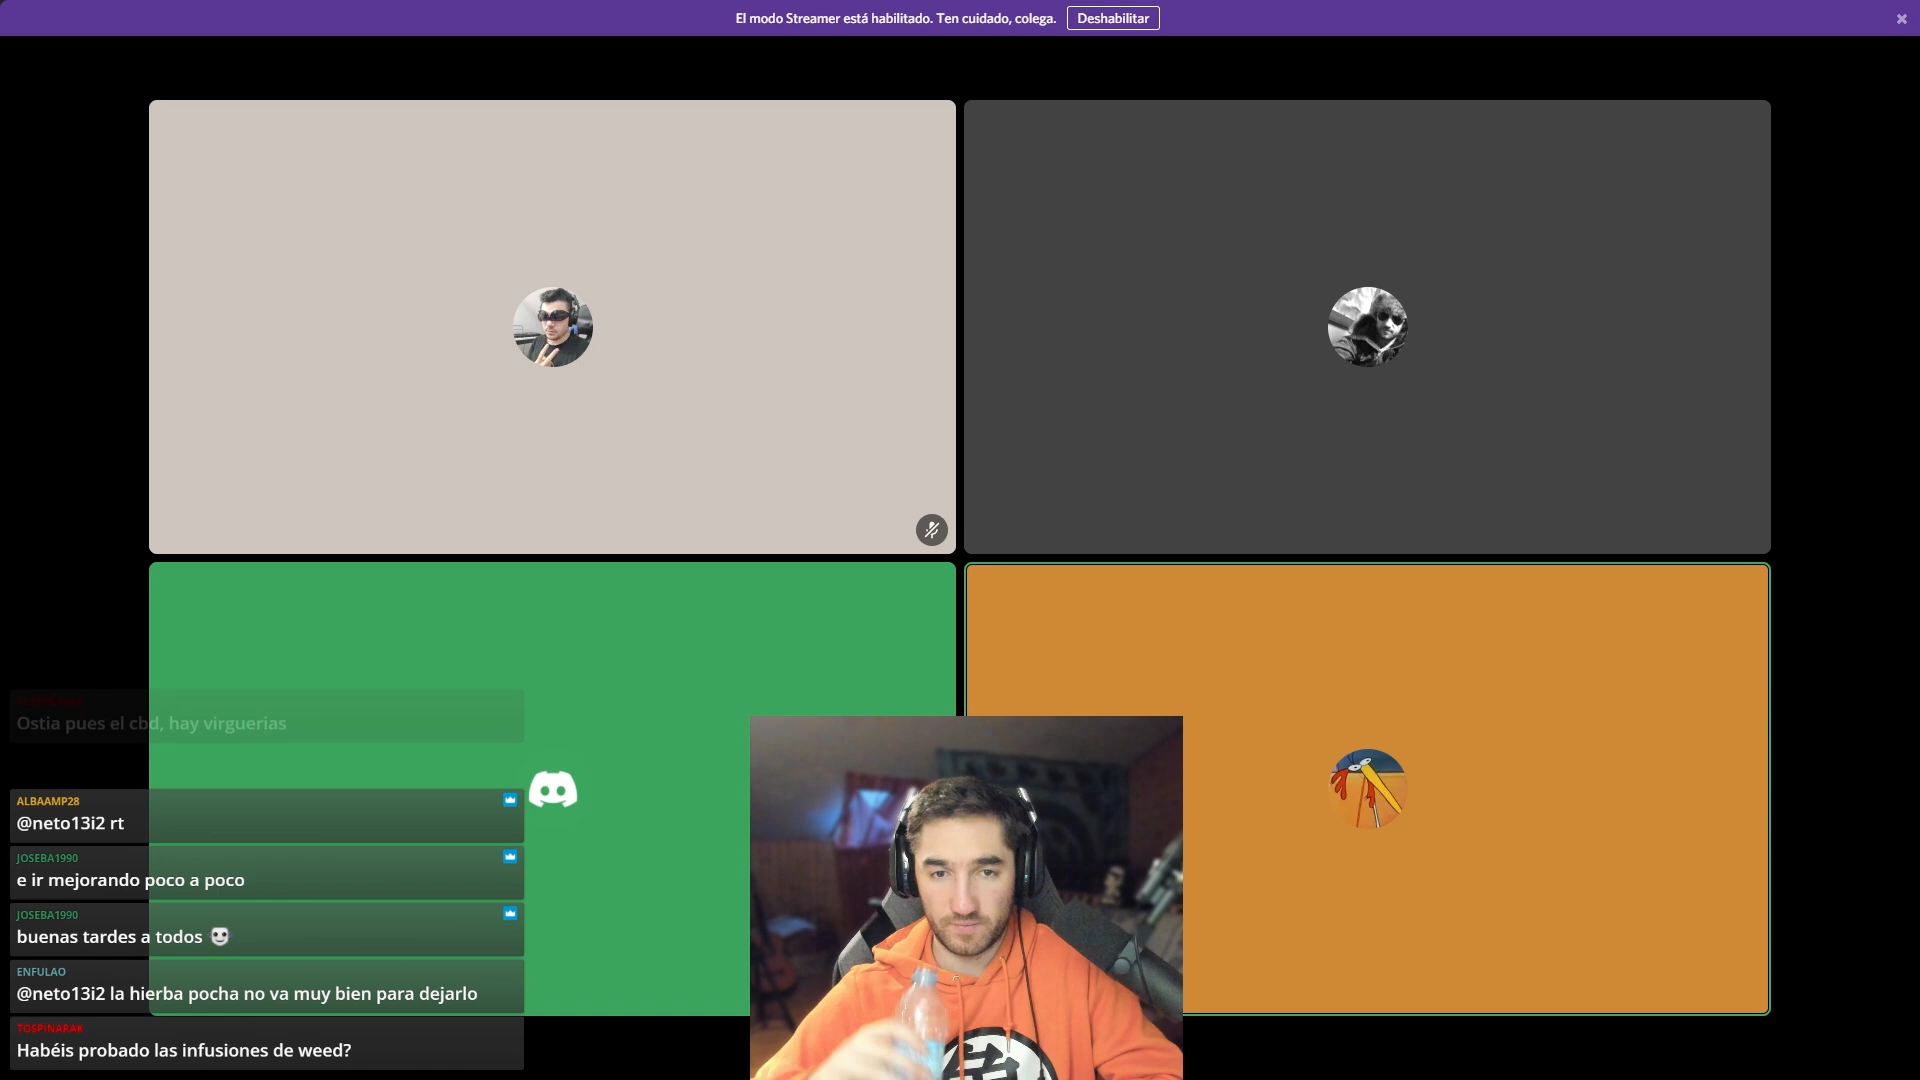 El modo Streamer está habilitado. Ten cuidado, colega.
Deshabilitar
Ostia pues el cbd, hay virguerias
ALBAAMP28
@neto13i2 rt
JOSEBA1990
e ir mejorando poco a poco
JOSEBA1990
buenas tardes a todos
ENFULAO
@neto13i2 la hierba pocha no va muy bien para dejarlo
TOSPINARAK
Habéis probado las infusiones de weed?